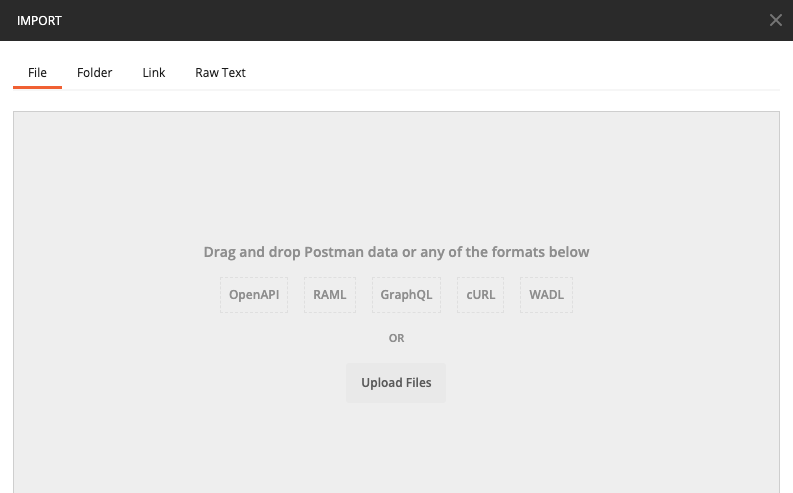 IMPORT
File Folder Link Raw Text
Drag and drop Postman data or any of the formats below
OpenAPI RAML GraphQL cURL WADL
OR
Upload Files